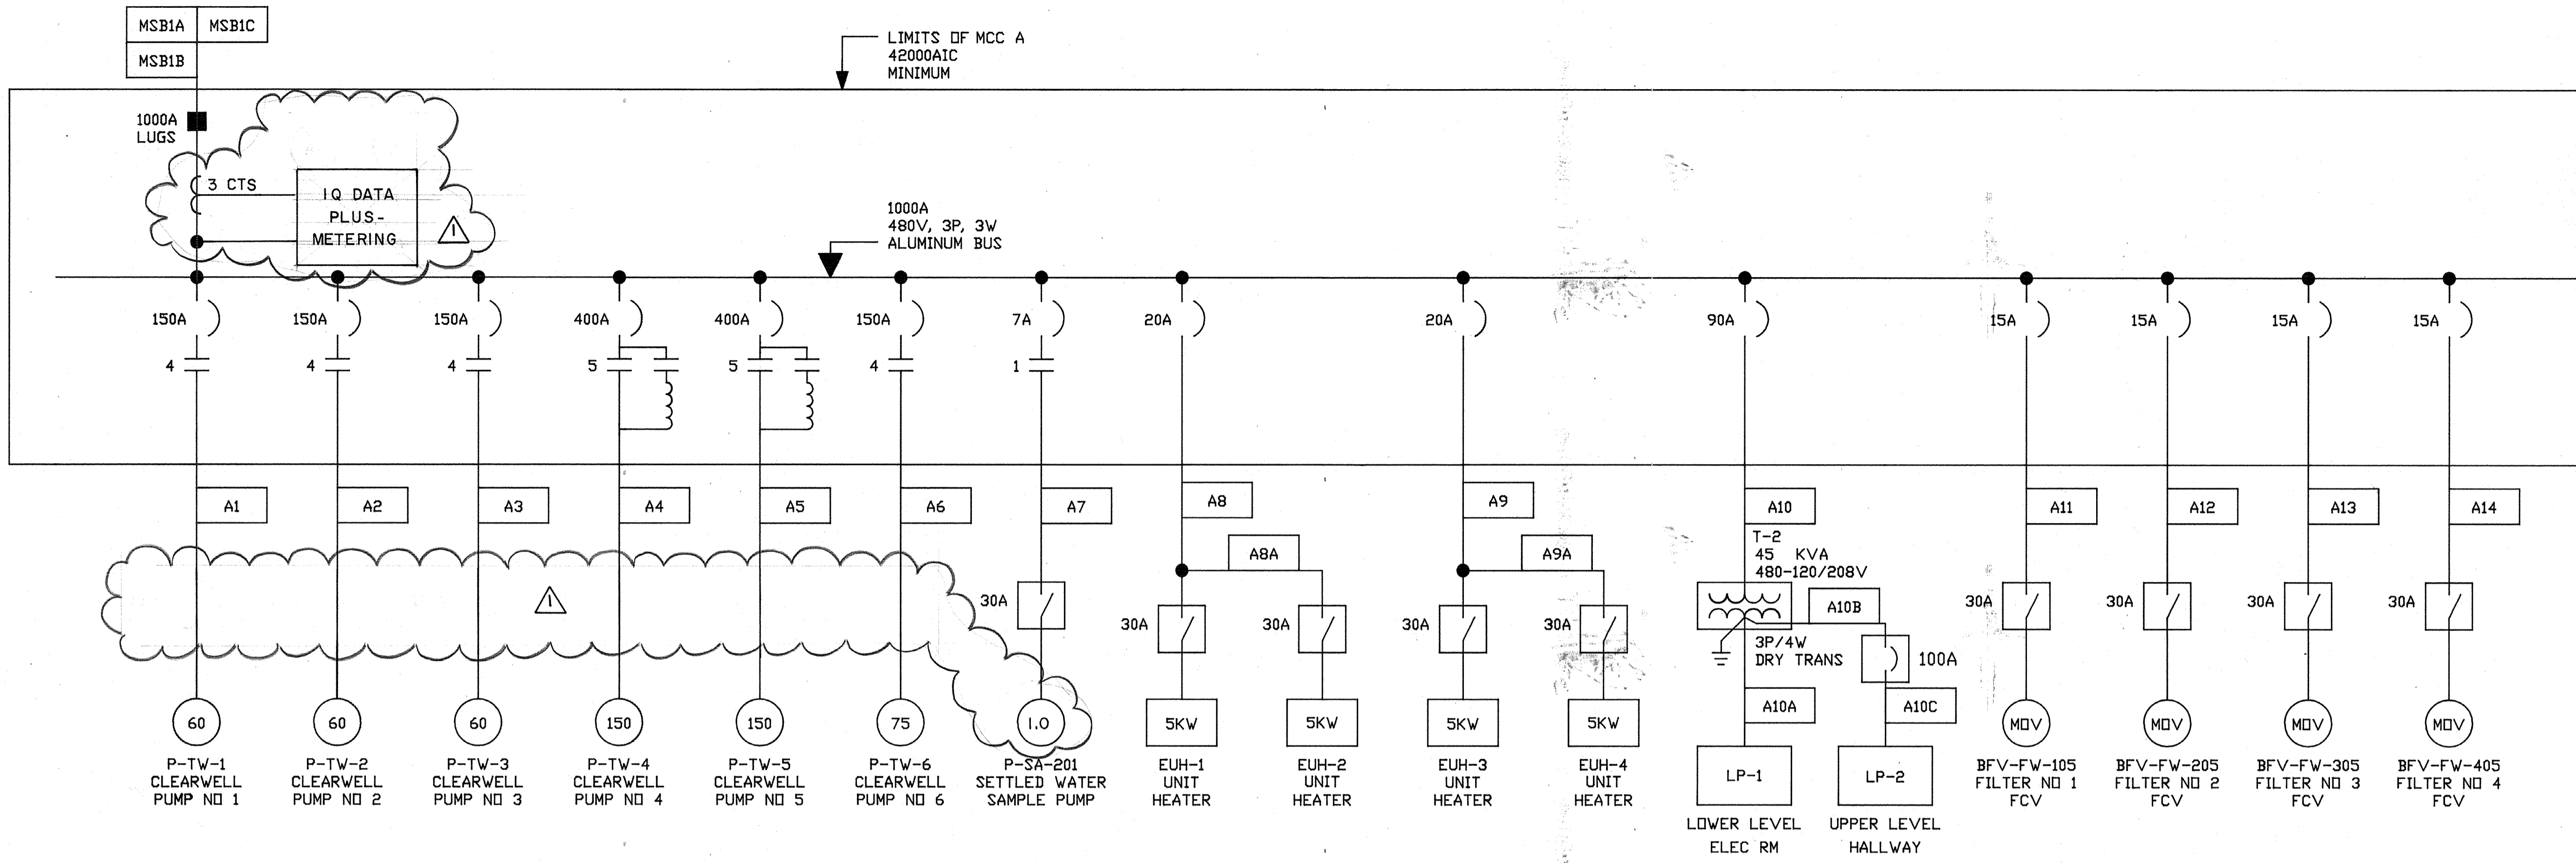 MSB1A MSB1C
MSB1B
LIMITS OF MCC A
42000AIC
MINIMUM
1000A
LUGS
3 CTS
IQ DATA
PLUS-
METERING
1
1000A
480V, 3P, 3W
ALUMINUM BUS
150A 150A 150A 400A 400A 150A 7A 20A 20A 90A 15A 15A 15A 15A
4 4 4 5 5 4 1
A1 A2 A3 A4 A5 A6 A7 A8 A9 A10 A11 A12 A13 A14
A8A A9A
T-2
45 KVA
480-120/208V
1
30A 30A 30A 30A 30A A10B 30A 30A 30A 30A
3P/4W
DRY TRANS
100A
A10A A10C
60 60 60 150 150 75 1.0 5KW 5KW 5KW 5KW MOV MOV MOV MOV
P-TW-1
CLEARWELL
PUMP NO 1
P-TW-2
CLEARWELL
PUMP NO 2
P-TW-3
CLEARWELL
PUMP NO 3
P-TW-4
CLEARWELL
PUMP NO 4
P-TW-5
CLEARWELL
PUMP NO 5
P-TW-6
CLEARWELL
PUMP NO 6
P-SA-201
SETTLED WATER
SAMPLE PUMP
EUH-1
UNIT
HEATER
EUH-2
UNIT
HEATER
EUH-3
UNIT
HEATER
EUH-4
UNIT
HEATER
LP-1
LOWER LEVEL
ELEC RM
LP-2
UPPER LEVEL
HALLWAY
BFV-FW-105
FILTER NO 1
FCV
BFV-FW-205
FILTER NO 2
FCV
BFV-FW-305
FILTER NO 3
FCV
BFV-FW-405
FILTER NO 4
FCV